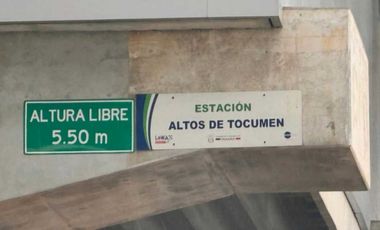 ALTURA LIBRE
5.50 m
ESTACIÓN
ALTOS DE TOCUMEN